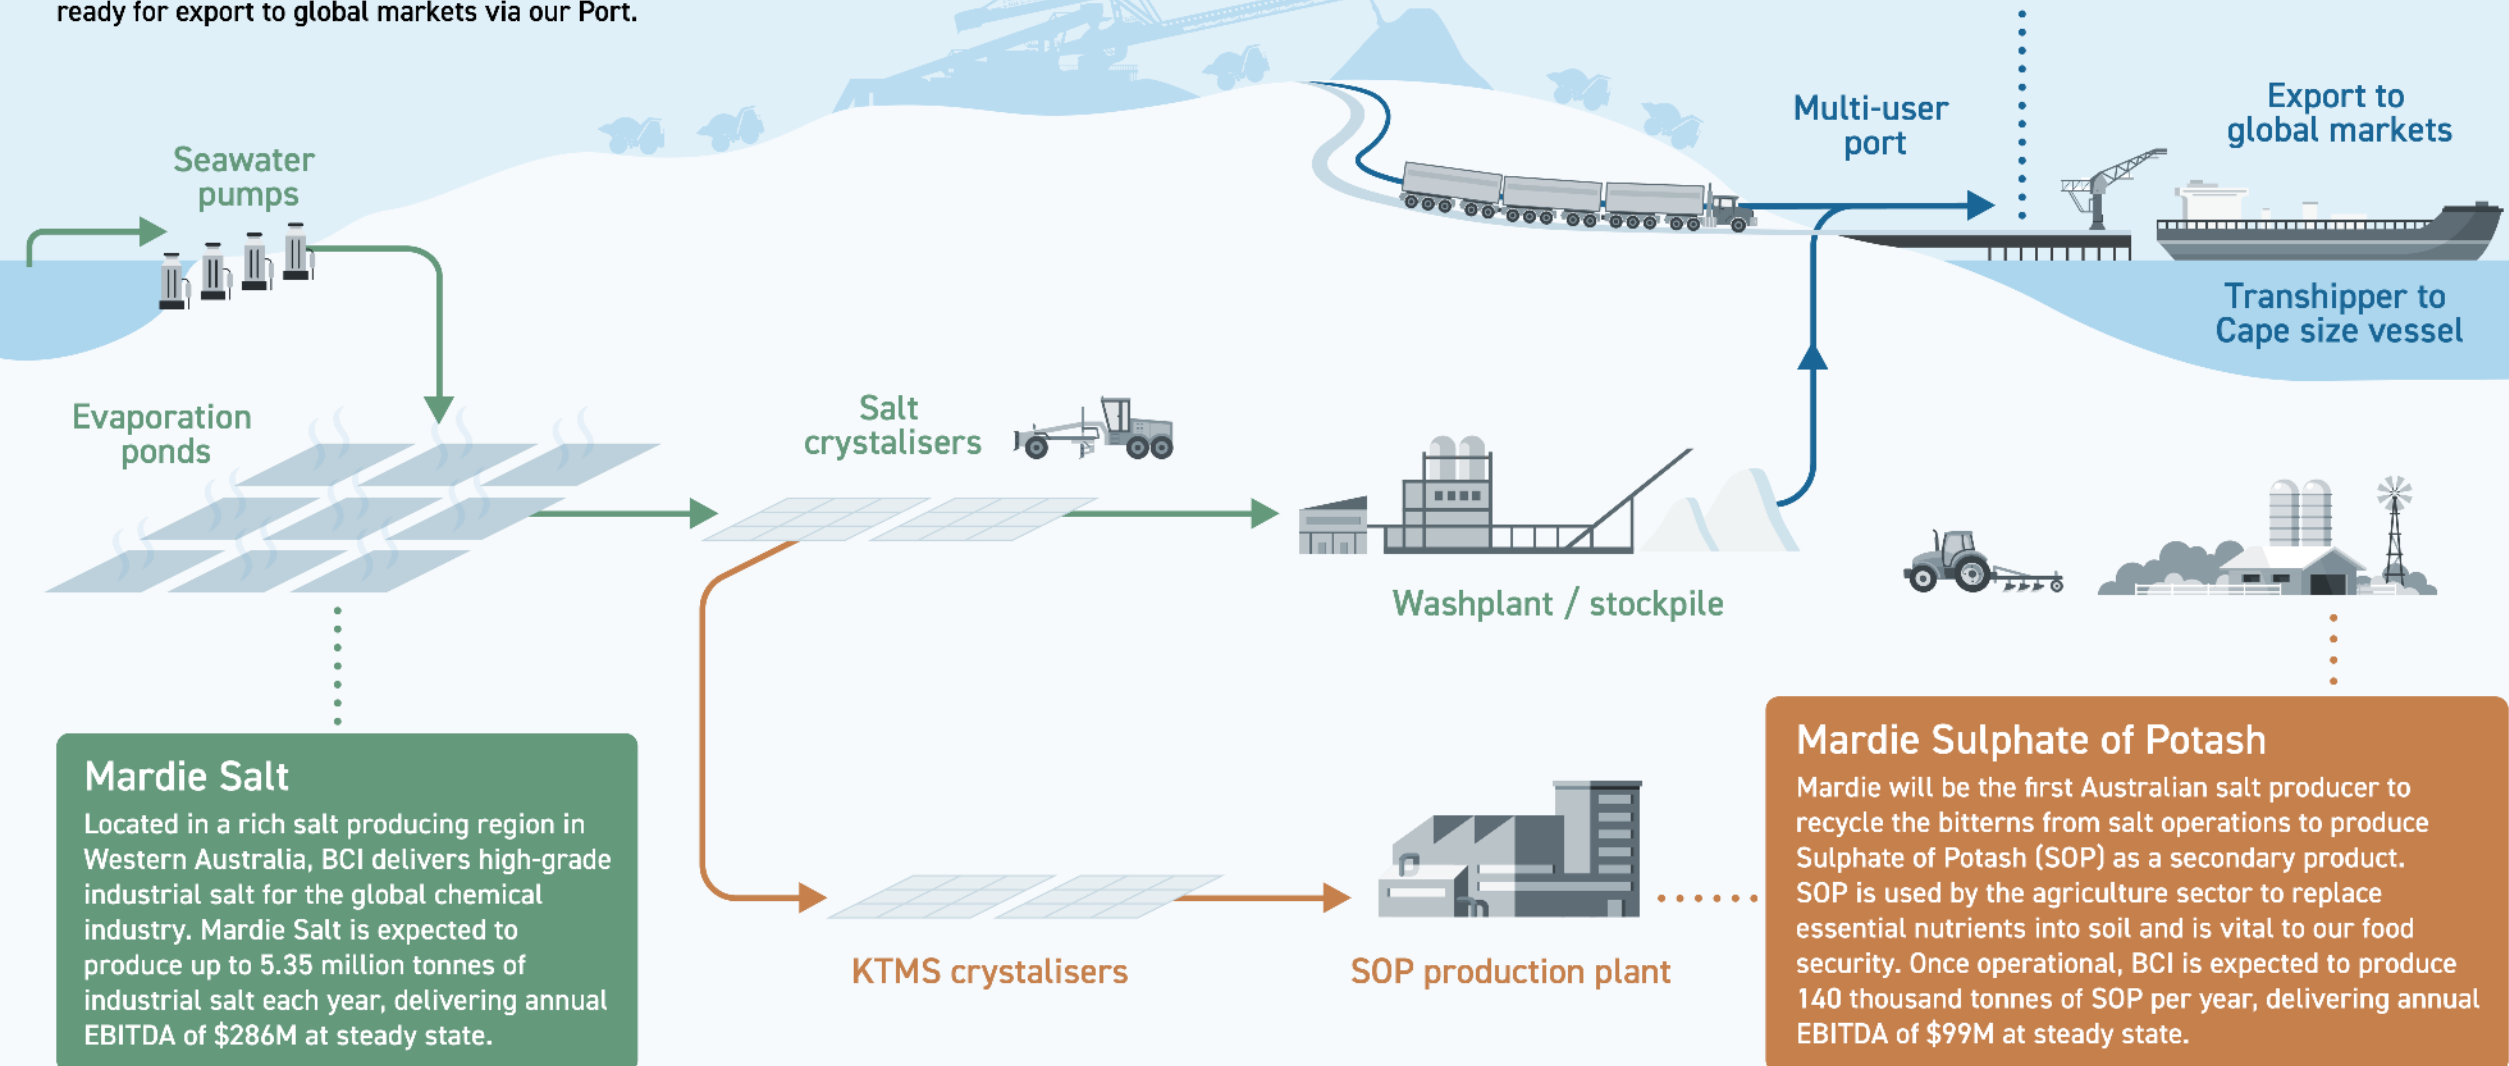 ready for export to global markets via our Port.
Seawater
pumps
Multi-user
port
Export to
global markets
Transhipper to
Cape size vessel
Evaporation
ponds
Salt
crystalisers
Washplant / stockpile
Mardie Salt
Located in a rich salt producing region in
Western Australia, BCI delivers high-grade
industrial salt for the global chemical
industry. Mardie Salt is expected to
produce up to 5.35 million tonnes of
industrial salt each year, delivering annual
EBITDA of $286M at steady state.
KTMS crystalisers
SOP production plant
Mardie Sulphate of Potash
Mardie will be the first Australian salt producer to
recycle the bitterns from salt operations to produce
Sulphate of Potash (SOP) as a secondary product.
SOP is used by the agriculture sector to replace
essential nutrients into soil and is vital to our food
security. Once operational, BCI is expected to produce
140 thousand tonnes of SOP per year, delivering annual
EBITDA of $99M at steady state.